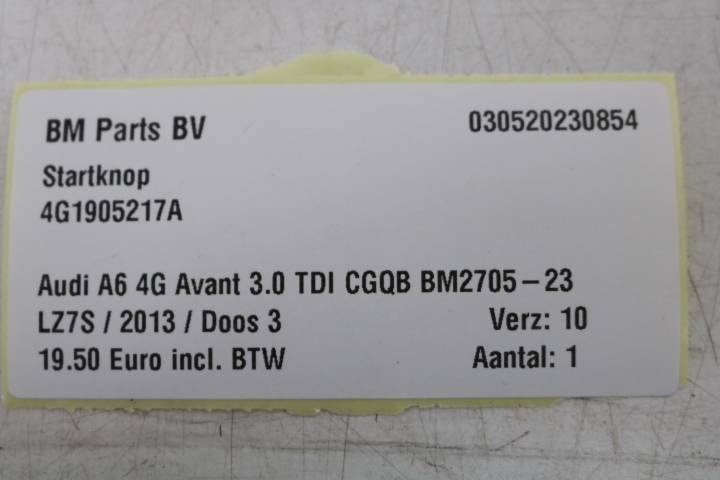 BM Parts BV 030520230854
Startknop
4G1905217A
Audi A6 4G Avant 3.0 TDI CGQB BM2705-23
LZ7S / 2013 / Doos 3 Verz: 10
19.50 Euro incl. BTW Aantal: 1